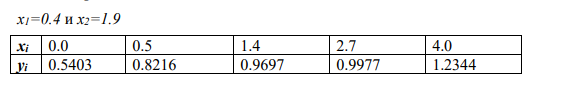 x1=0.4 и x2=1.9
xi 0.0 0.5 1.4 2.7 4.0
yi 0.5403 0.8216 0.9697 0.9977 1.2344